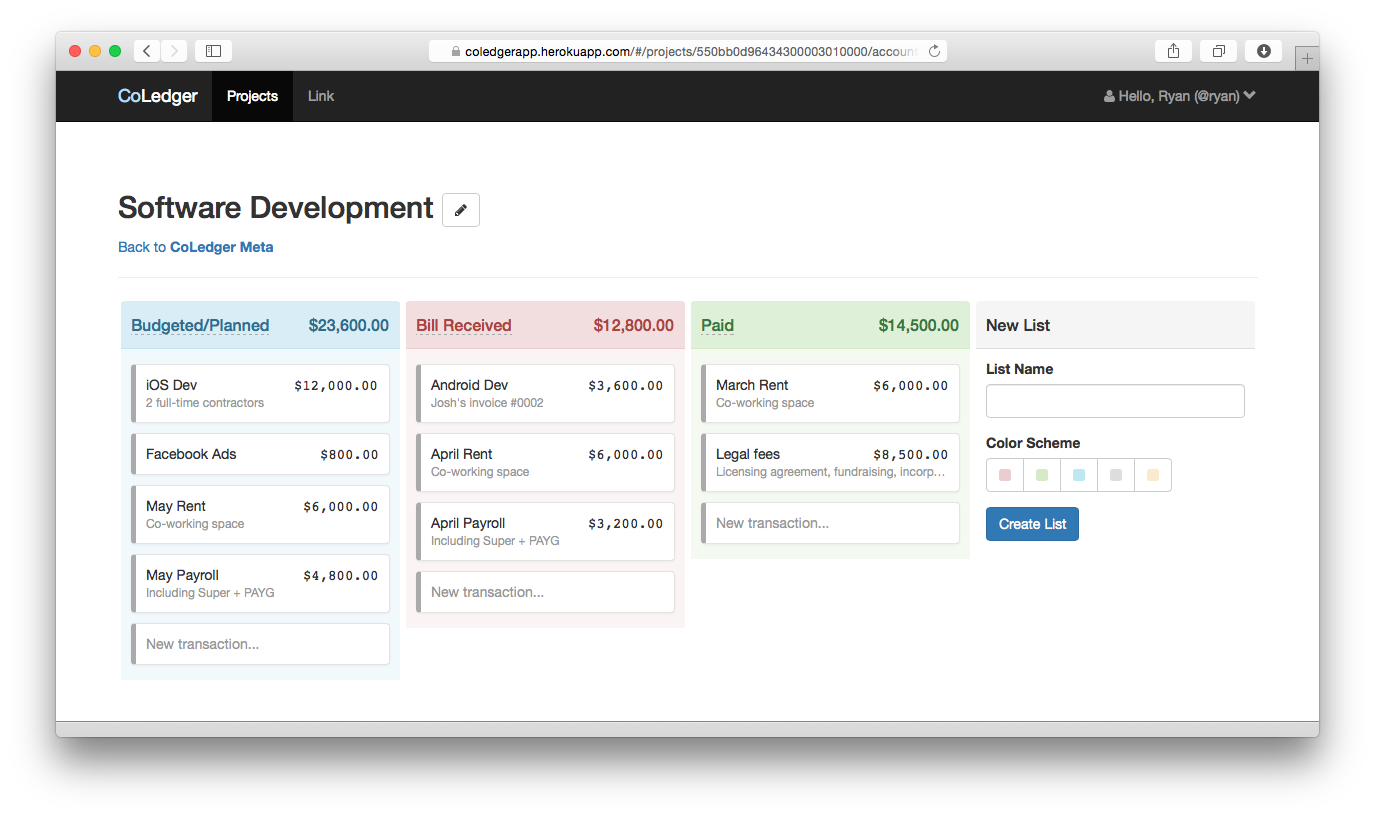 coledgerapp.herokuapp.com/#/projects/550bb0d96434300003010000/accoun
CoLedger Projects Link Hello, Ryan (@ryan)
Software Development
Back to CoLedger Meta
Budgeted/Planned $23,600.00
iOS Dev $12,000.00
2 full-time contractors
Facebook Ads $800.00
May Rent $6,000.00
Co-working space
May Payroll $4,800.00
Including Super + PAYG
New transaction...
Bill Received $12,800.00
Android Dev $3,600.00
Josh's invoice #0002
April Rent $6,000.00
Co-working space
April Payroll $3,200.00
Including Super + PAYG
New transaction...
Paid $14,500.00
March Rent $6,000.00
Co-working space
Legal fees $8,500.00
Licensing agreement, fundraising, incorp...
New transaction...
New List
List Name
Color Scheme
Create List